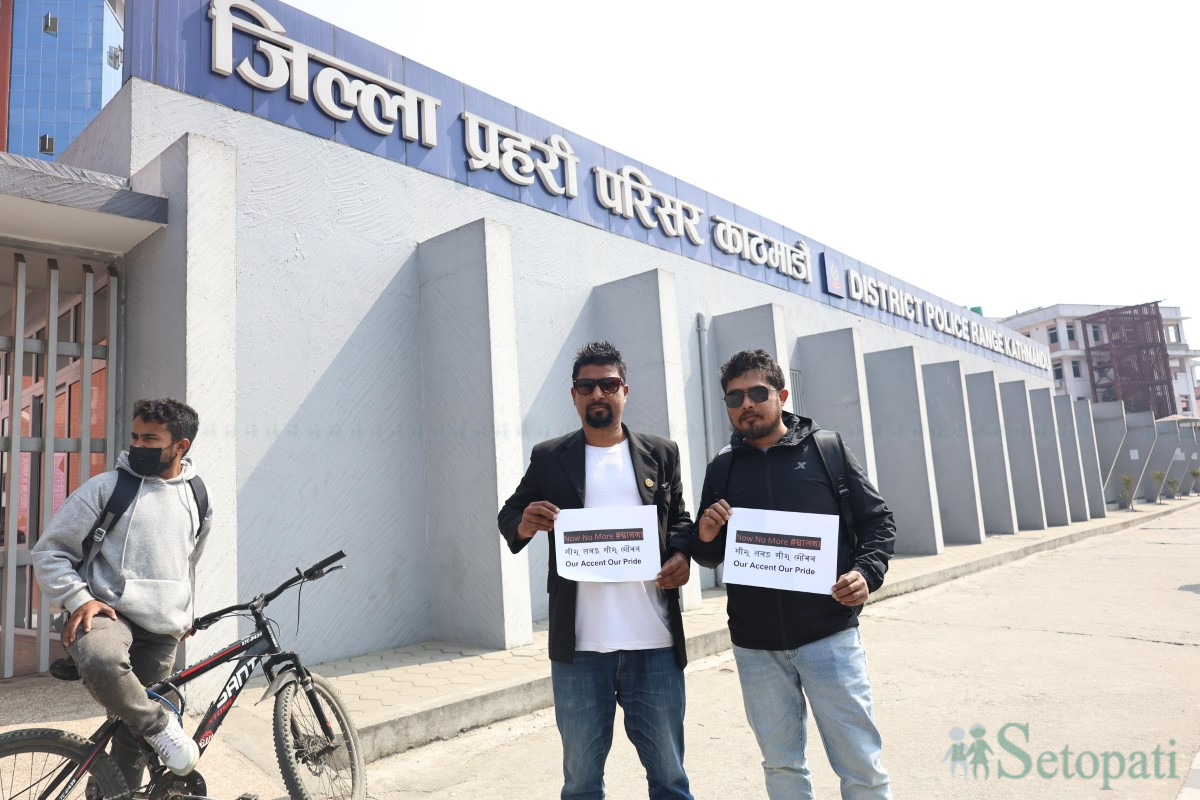 जिल्ला प्रहरी परिसर काठमाडौं DISTRICT POLICE RANGE KATHMANDU
Now No More
Our Accent Our Pride
Now No More
Our Accent Our Pride
Setopati